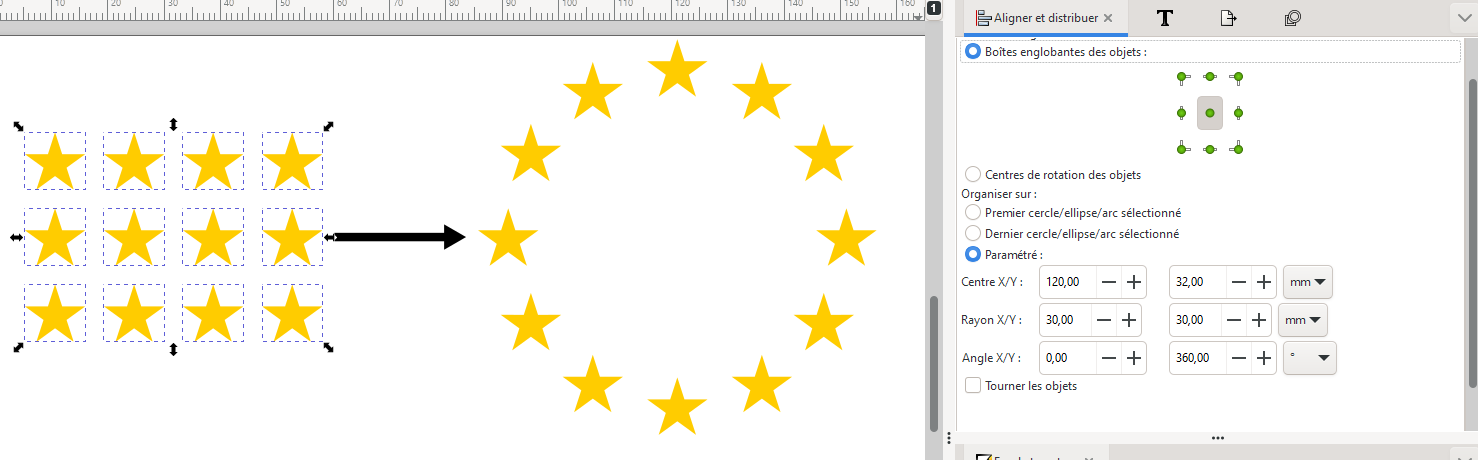 0 10 20 30 40 50 60 70 80 90 100 110 120 130 140 150 160
1
Aligner et distribuer
Boîtes englobantes des objets :
Centres de rotation des objets
Organiser sur :
Premier cercle/ellipse/arc sélectionné
Dernier cercle/ellipse/arc sélectionné
Paramétré :
Centre X/Y : 120,00 32,00 mm
Rayon X/Y : 30,00 30,00 mm
Angle X/Y : 0,00 360,00 °
Tourner les objets